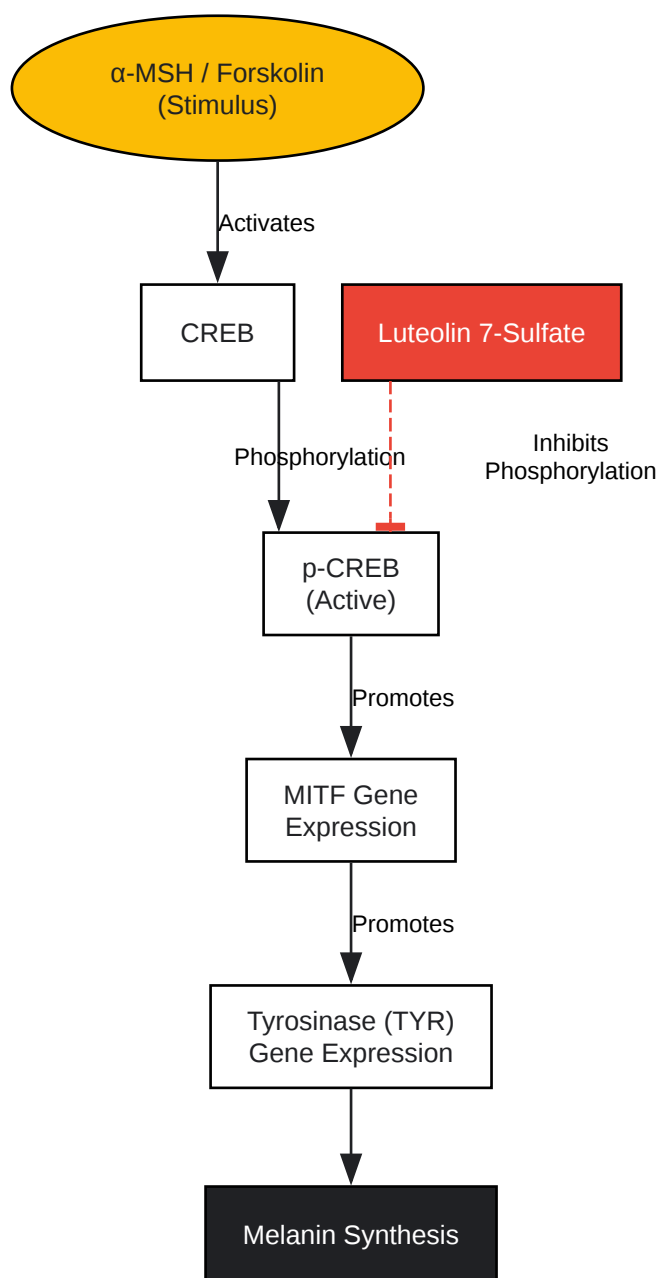 α-MSH / Forskolin
(Stimulus)
Activates
CREB
Luteolin 7-Sulfate
Phosphorylation
Inhibits
Phosphorylation
p-CREB
(Active)
Promotes
MITF Gene
Expression
Promotes
Tyrosinase (TYR)
Gene Expression
Melanin Synthesis